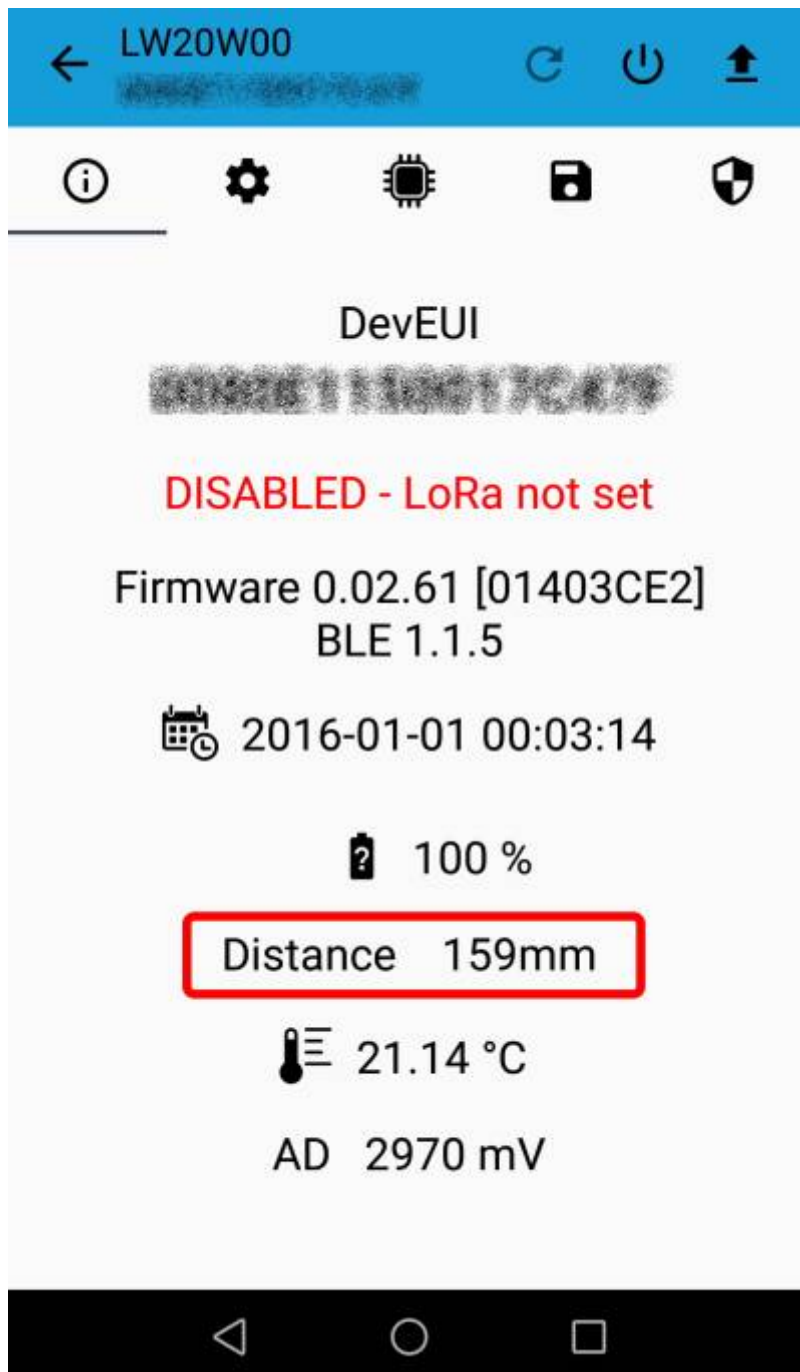 LW20W00
DevEUI
DISABLED - LoRa not set
Firmware 0.02.61 [01403CE2]
BLE 1.1.5
2016-01-01 00:03:14
100 %
Distance 159mm
21.14 °C
AD 2970 mV